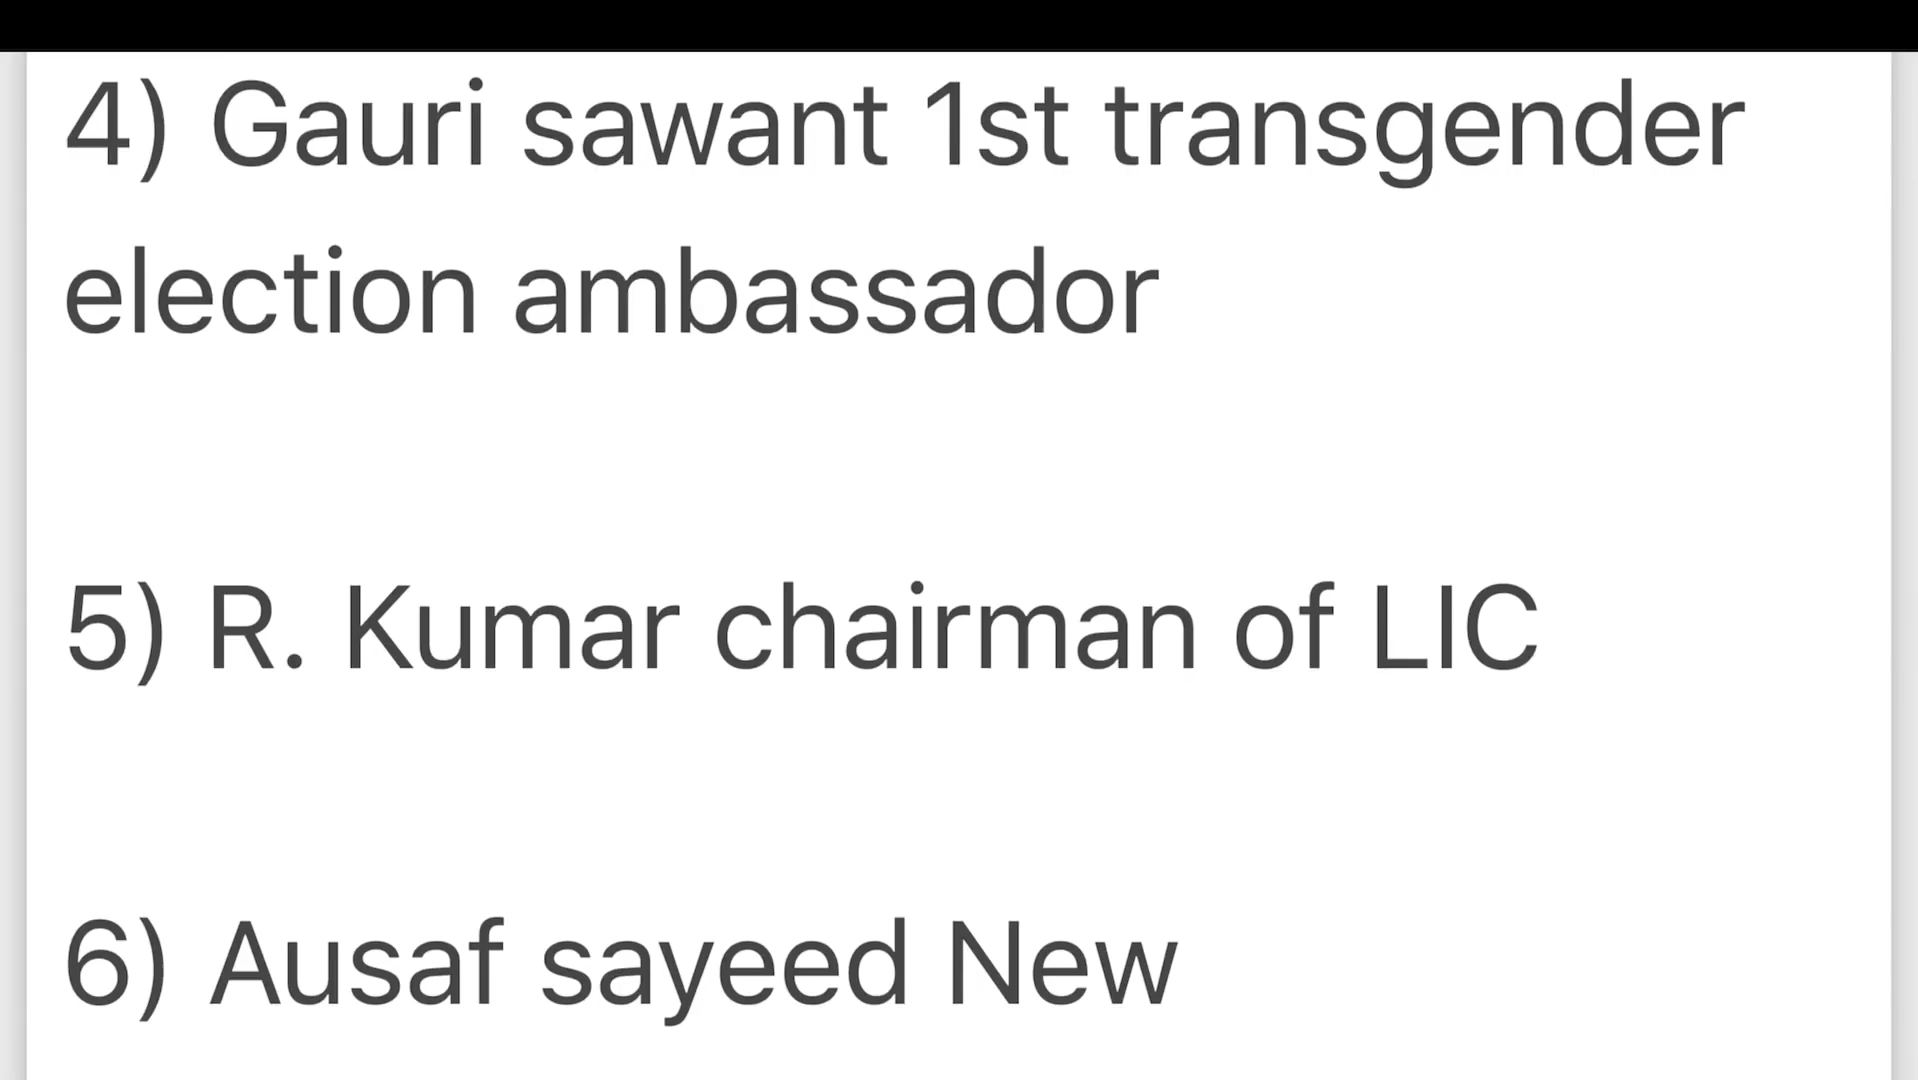 4) Gauri sawant 1st transgender
election ambassador
5) R. Kumar chairman of LIC
6) Ausaf sayeed New